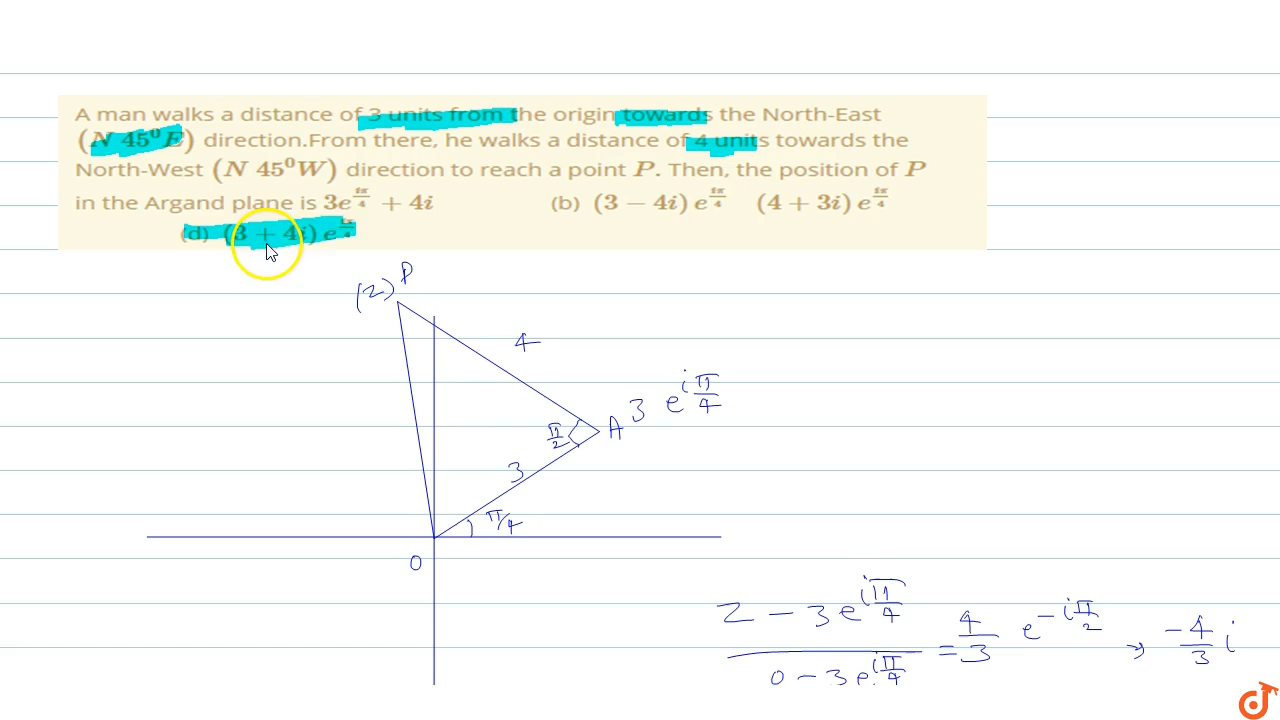 A man walks a distance of 3 units from the origin towards the North-East
(N 45⁰E) direction.From there, he walks a distance of 4 units towards the
North-West (N 45⁰W) direction to reach a point P. Then, the position of P
in the Argand plane is 3e^(iπ/4) + 4i (b) (3 − 4i) e^(iπ/4) (4 + 3i) e^(iπ/4)
(d) (3 + 4i) e^(iπ/4)
(z) P
4
3 e^(iπ/4)
A
π/2
3
π/4
O
(z − 3e^(iπ/4)) / (0 − 3e^(iπ/4)) = 4/3 e^(−iπ/2) ⇒ −4/3 i